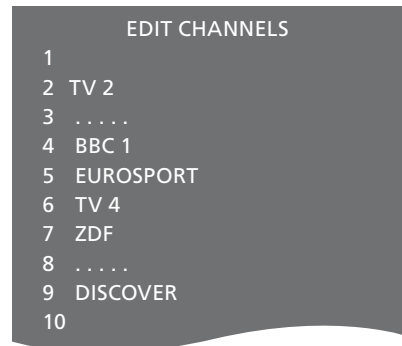 EDIT CHANNELS
1
2 TV 2
3 . . . . .
4 BBC 1
5 EUROSPORT
6 TV 4
7 ZDF
8 . . . . .
9 DISCOVER
10